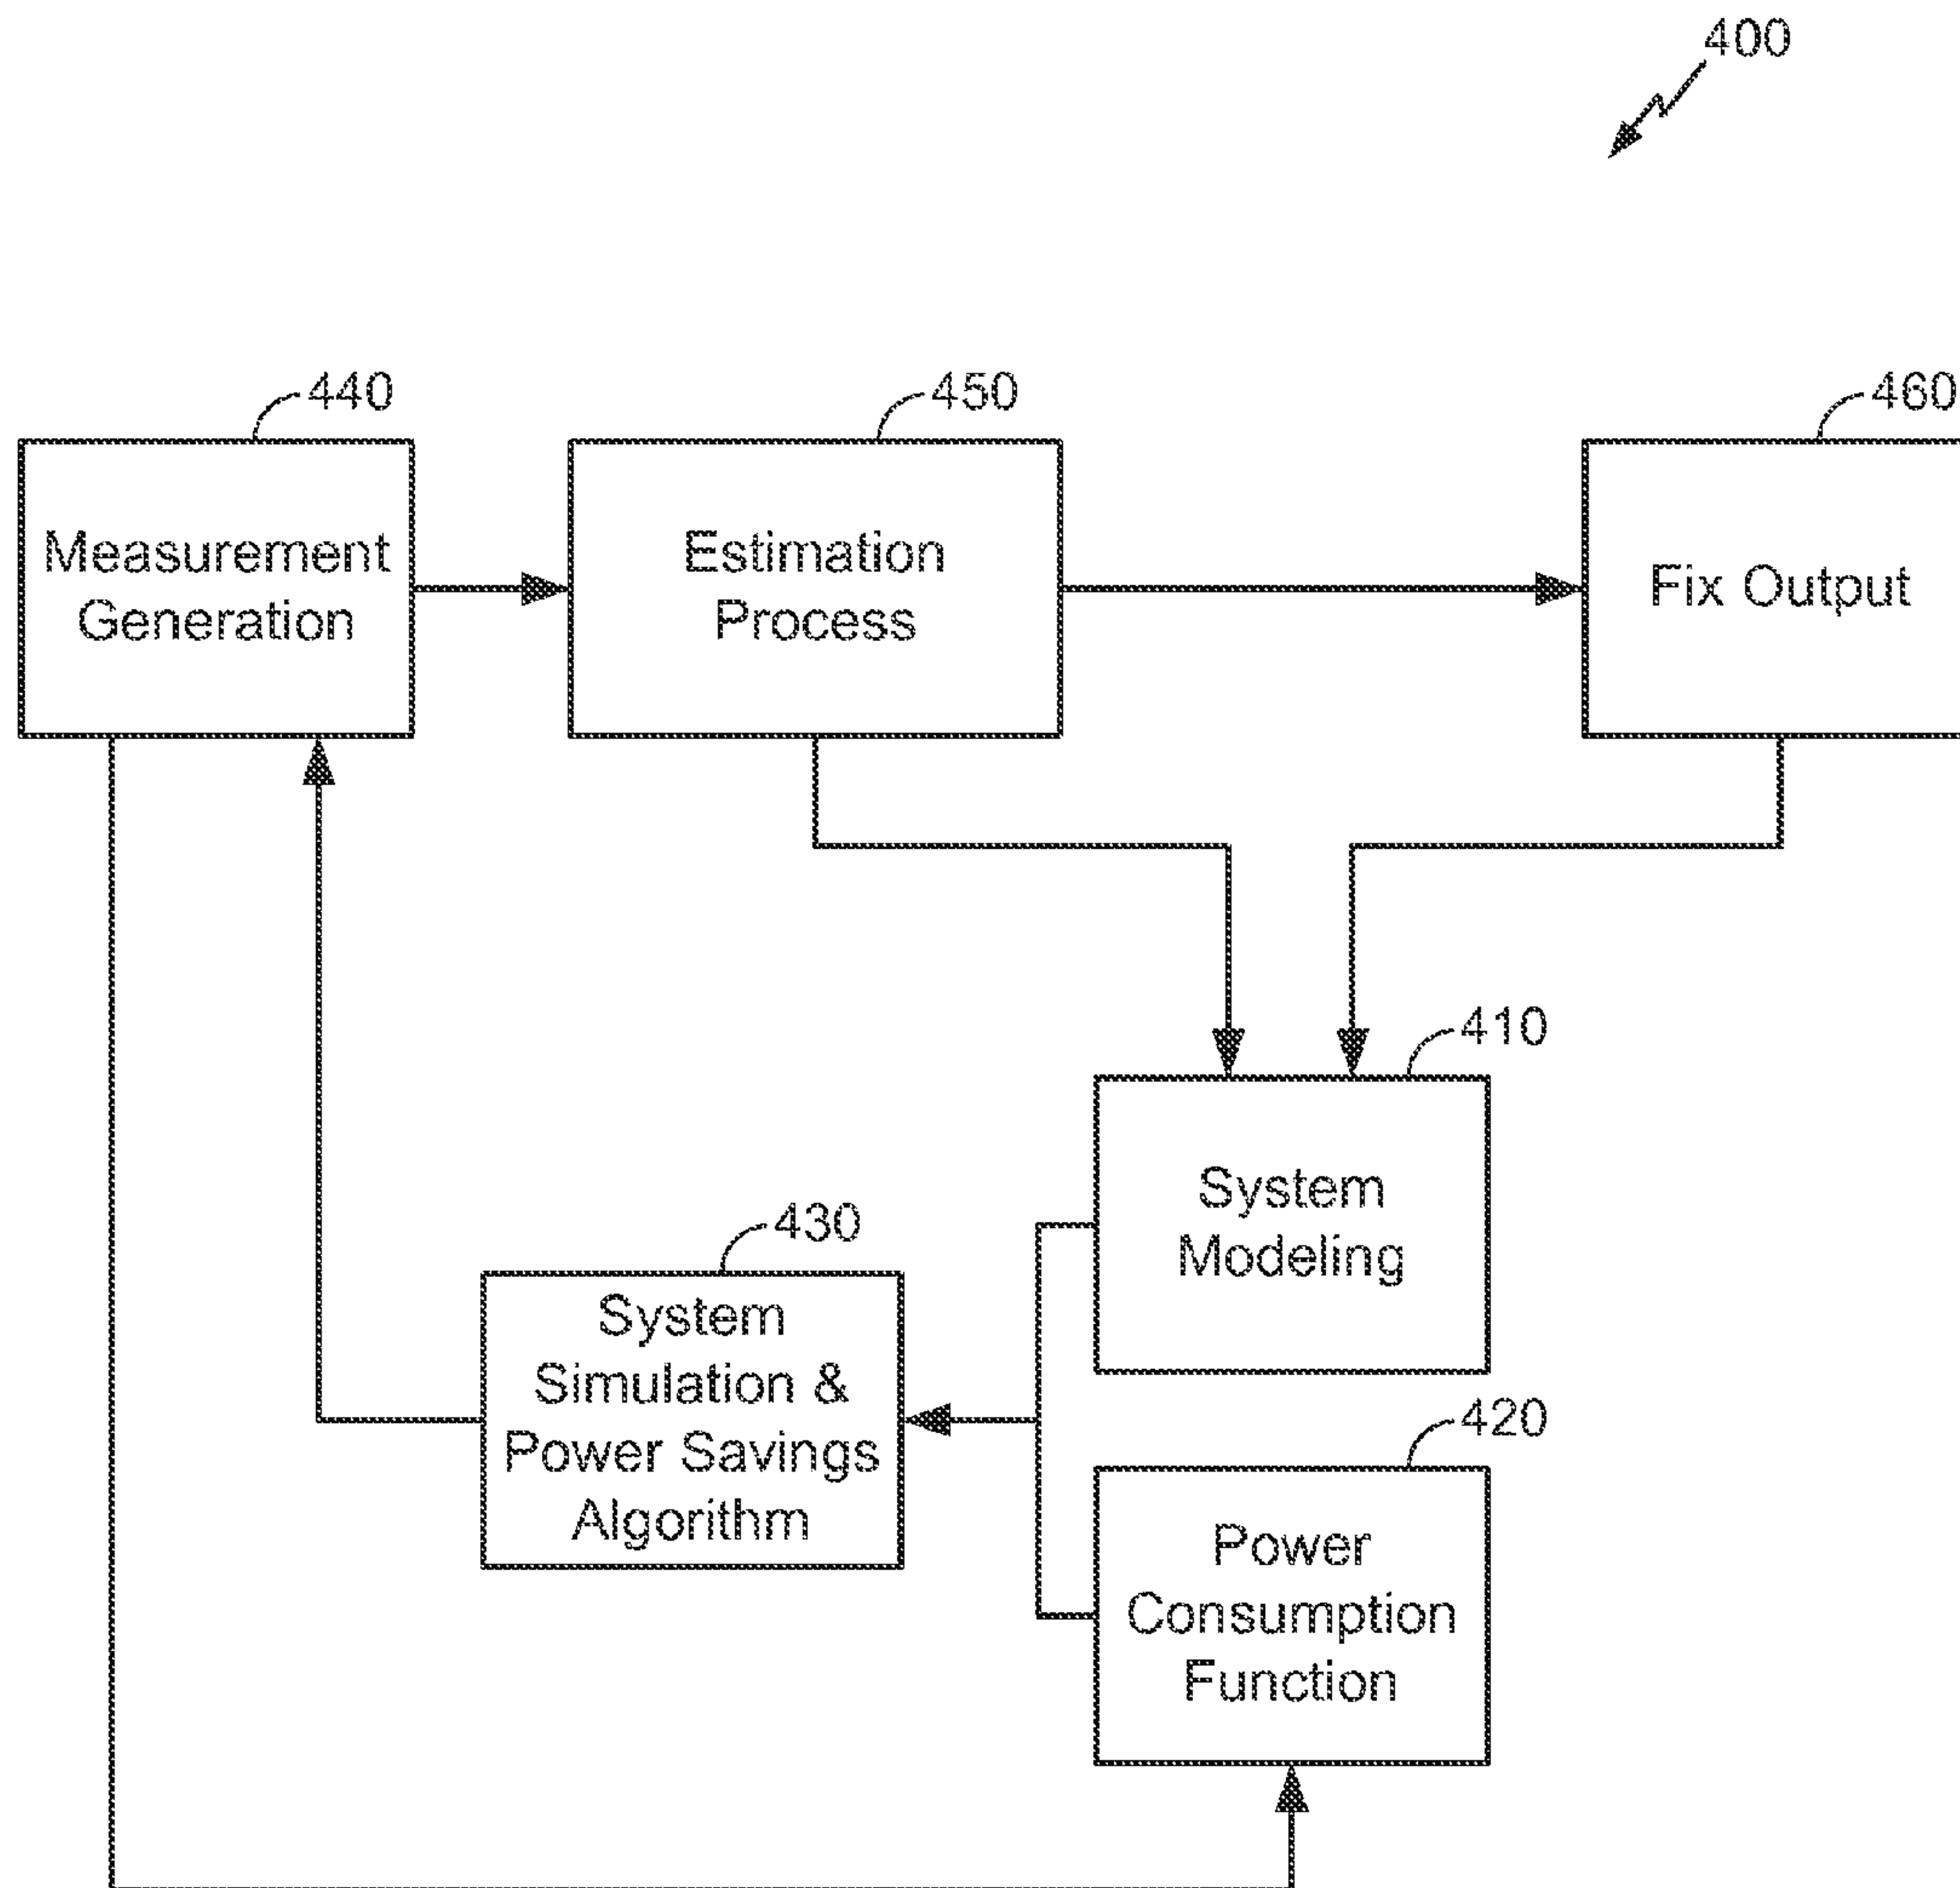 400
440
450
460
Measurement
Generation
Estimation
Process
Fix Output
410
System
Modeling
430
System
Simulation &
Power Savings
Algorithm
420
Power
Consumption
Function